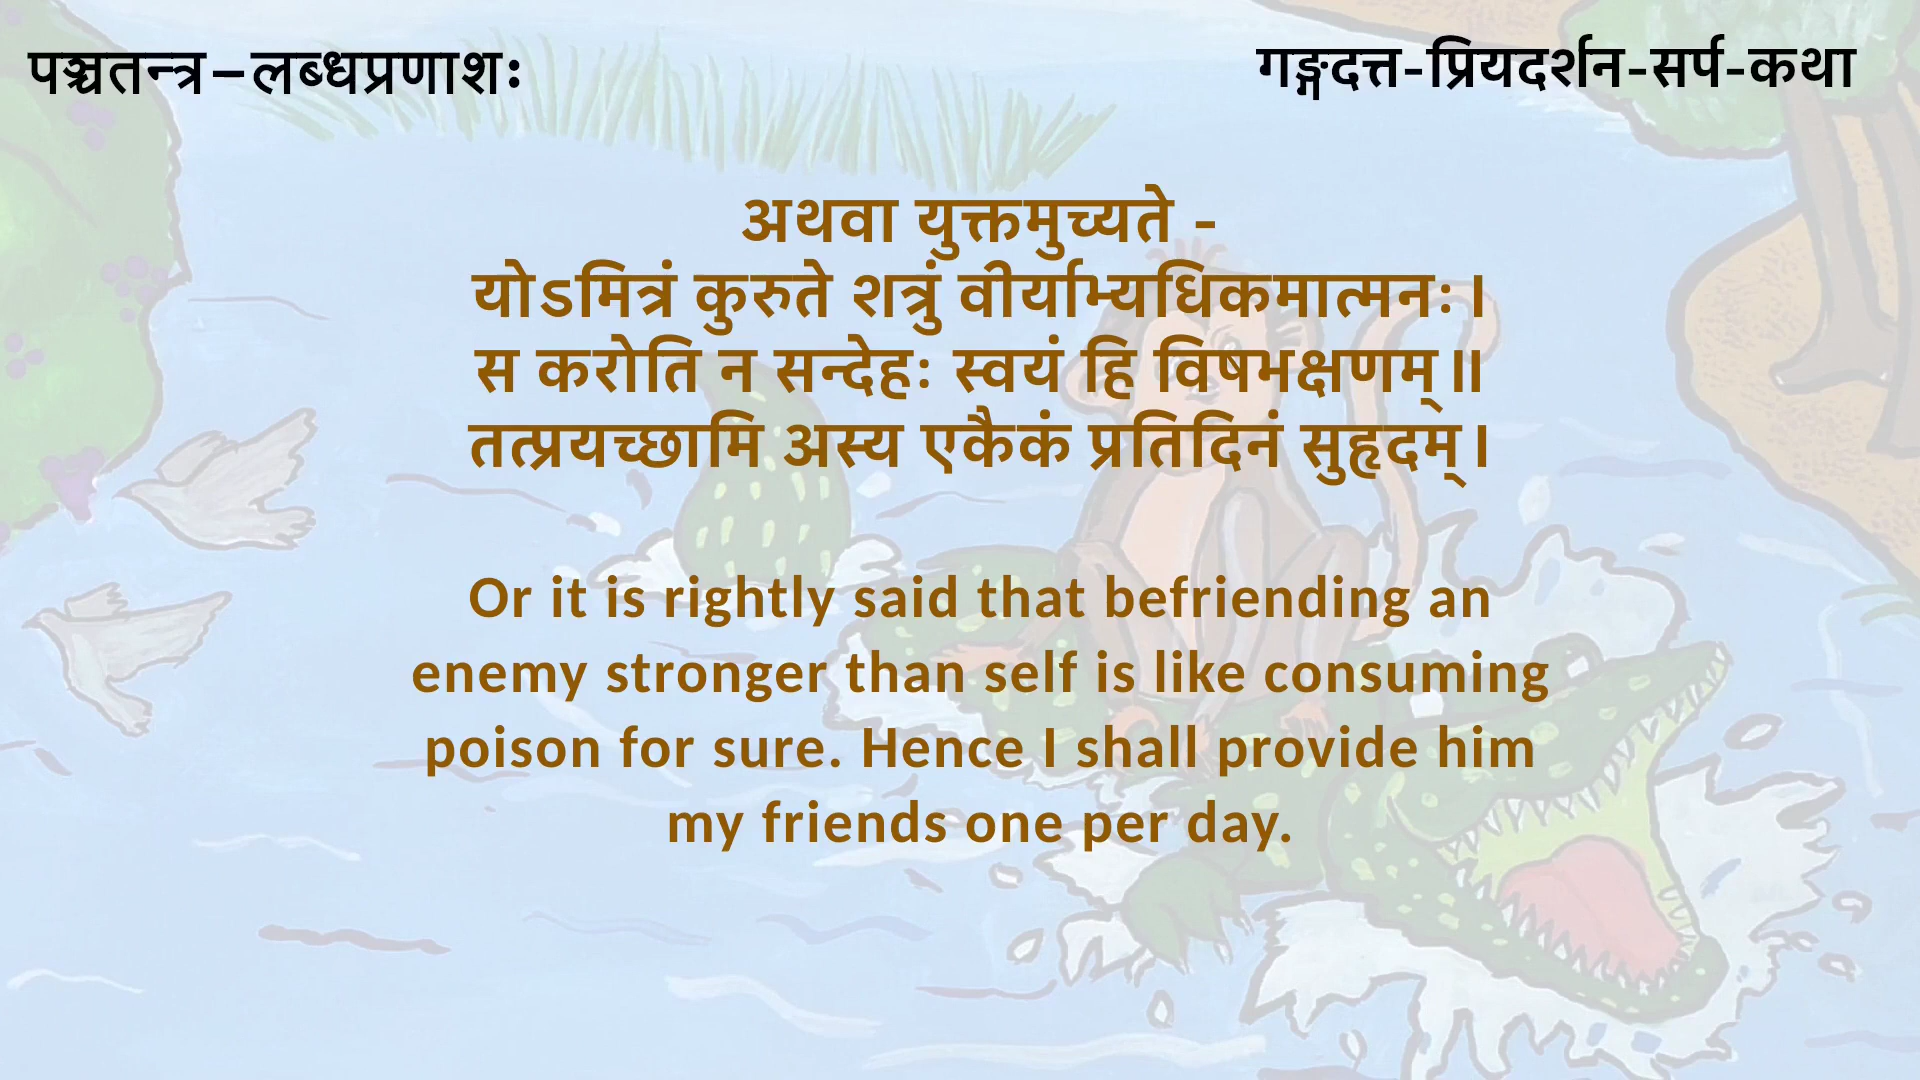 पञ्चतन्त्र–लब्धप्रणाशः
गङ्गदत्त-प्रियदर्शन-सर्प-कथा
अथवा युक्तमुच्यते -
योऽमित्रं कुरुते शत्रुं वीर्याभ्यधिकमात्मनः।
स करोति न सन्देहः स्वयं हि विषभक्षणम्॥
तत्प्रयच्छामि अस्य एकैकं प्रतिदिनं सुहृदम्।
Or it is rightly said that befriending an
enemy stronger than self is like consuming
poison for sure. Hence I shall provide him
my friends one per day.